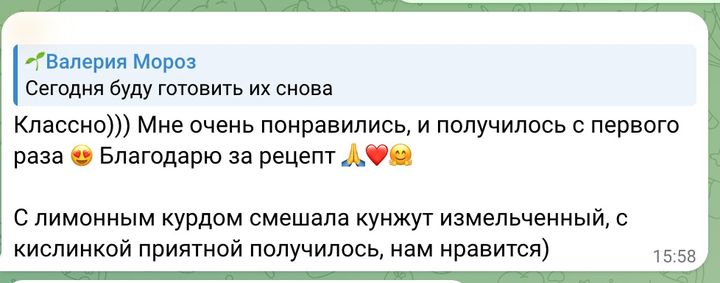 🌱Валерия Мороз
Сегодня буду готовить их снова
Классно))) Мне очень понравились, и получилось с первого
раза 😍 Благодарю за рецепт 🙏❤️🤗
С лимонным курдом смешала кунжут измельченный, с
кислинкой приятной получилось, нам нравится)
15:58